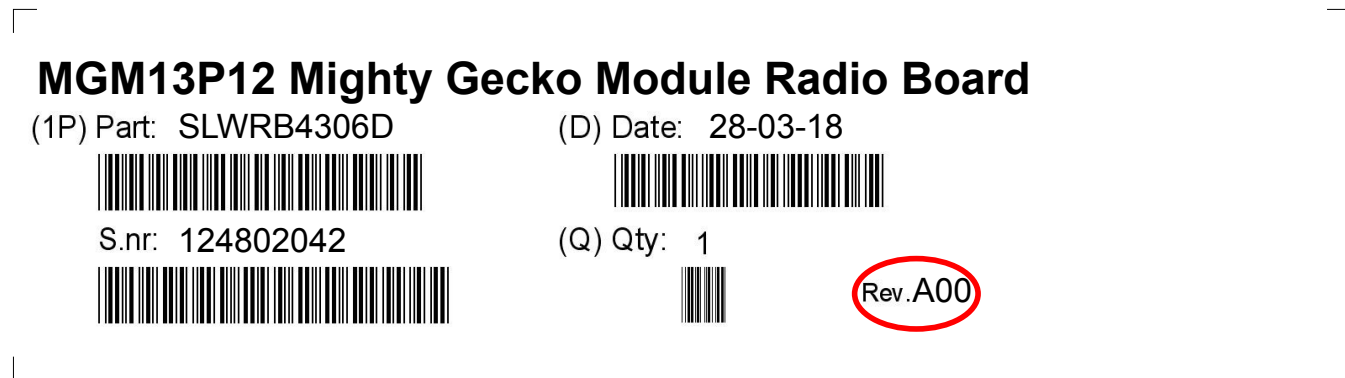 MGM13P12 Mighty Gecko Module Radio Board
(1P) Part: SLWRB4306D (D) Date: 28-03-18
S.nr: 124802042 (Q) Qty: 1
Rev.A00